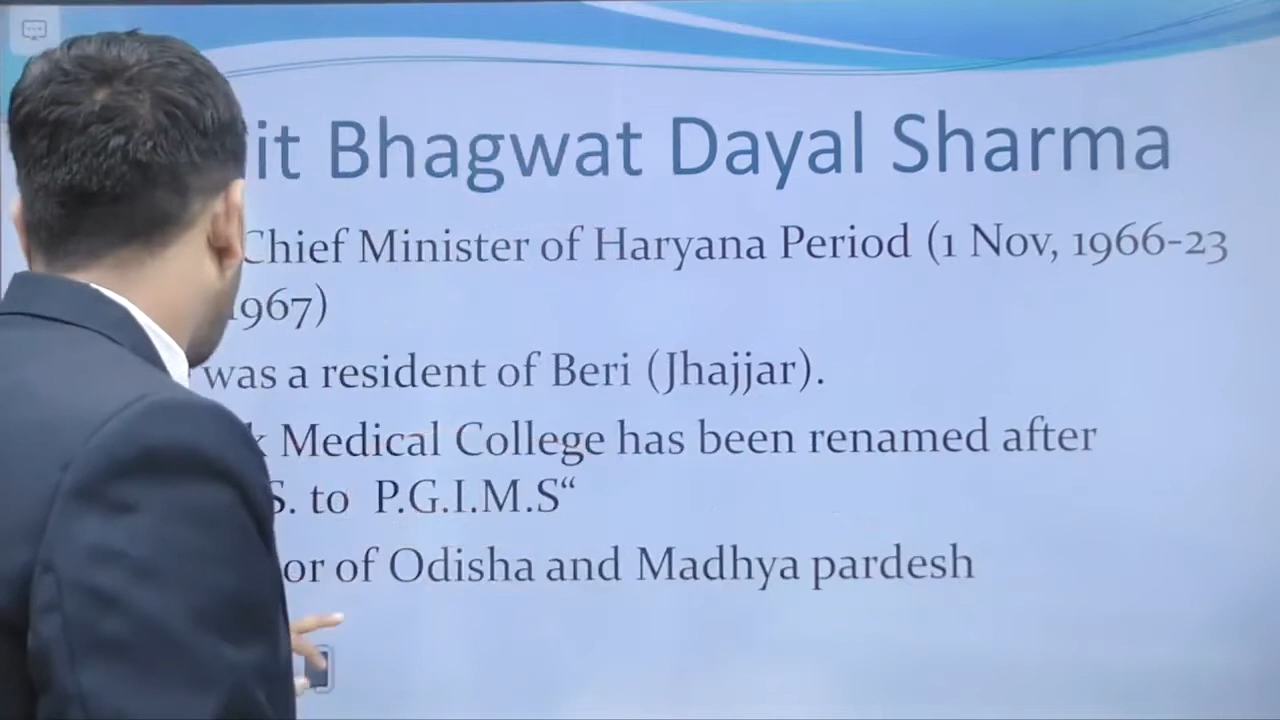 it Bhagwat Dayal Sharma
Chief Minister of Haryana Period (1 Nov, 1966-23
1967)
was a resident of Beri (Jhajjar).
Medical College has been renamed after
S. to P.G.I.M.S“
or of Odisha and Madhya pardesh